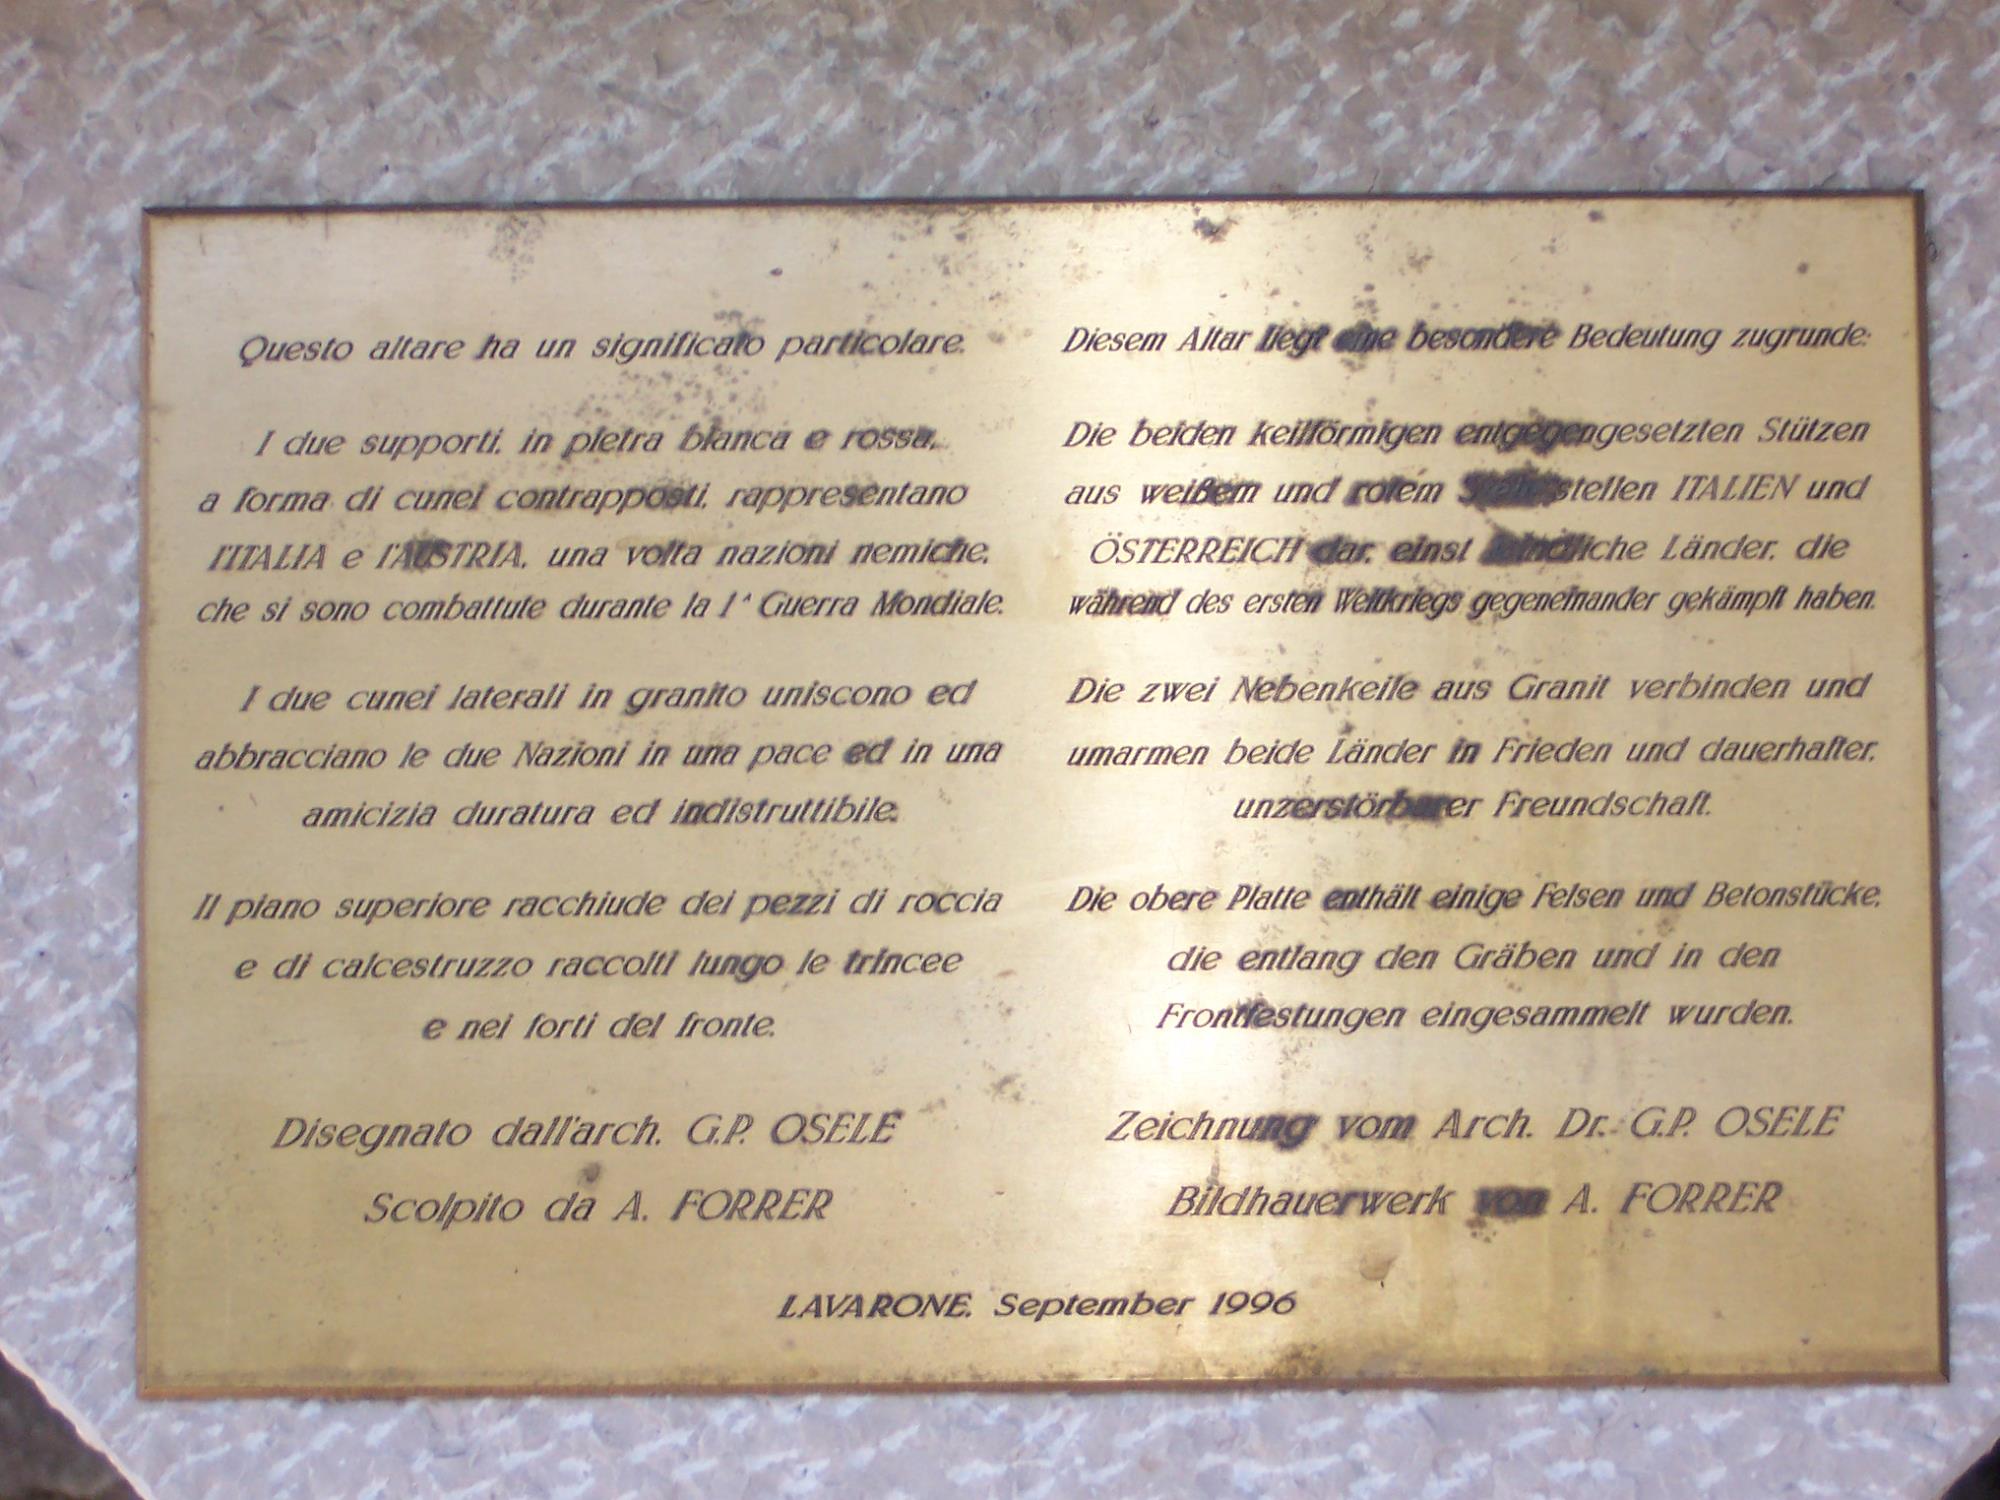 Questo altare ha un significato particolare.
I due supporti, in pietra bianca e rossa,
a forma di cunei contrapposti, rappresentano
l'ITALIA e l'AUSTRIA, una volta nazioni nemiche,
che si sono combattute durante la 1^ Guerra Mondiale.
I due cunei laterali in granito uniscono ed
abbracciano le due Nazioni in una pace ed in una
amicizia duratura ed indistruttibile.
Il piano superiore racchiude dei pezzi di roccia
e di calcestruzzo raccolti lungo le trincee
e nei forti del fronte.
Disegnato dall'arch. G.P. OSELE
Scolpito da A. FORRER
Diesem Altar liegt eine besondere Bedeutung zugrunde:
Die beiden keilförmigen entgegengesetzten Stützen
aus weißem und rotem Stein stellen ITALIEN und
ÖSTERREICH dar, einst feindliche Länder, die
während des ersten Weltkriegs gegeneinander gekämpft haben.
Die zwei Nebenkeile aus Granit verbinden und
umarmen beide Länder in Frieden und dauerhafter,
unzerstörbarer Freundschaft.
Die obere Platte enthält einige Felsen und Betonstücke,
die entlang den Gräben und in den
Frontfestungen eingesammelt wurden.
Zeichnung vom Arch. Dr. G.P. OSELE
Bildhauerwerk von A. FORRER
LAVARONE, September 1996